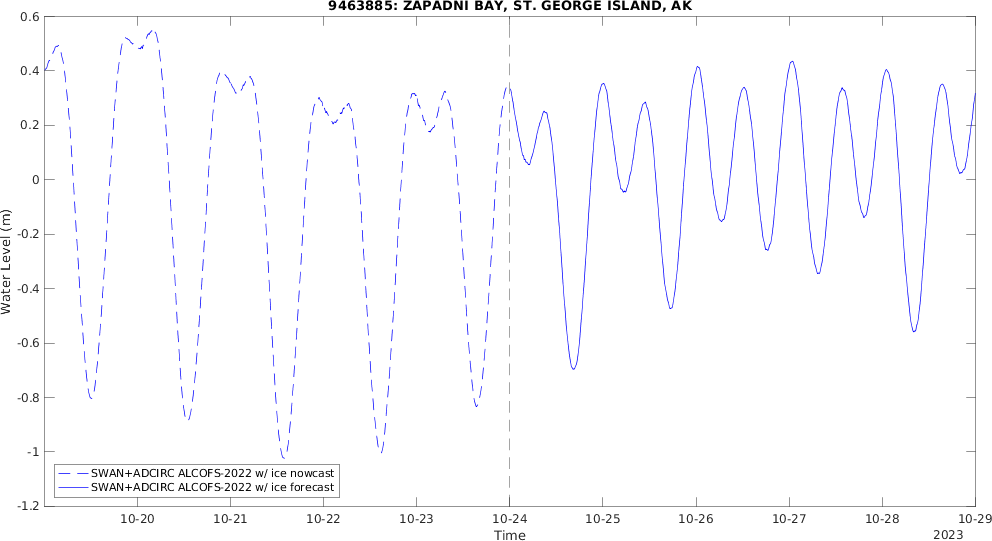 9463885: ZAPADNI BAY, ST. GEORGE ISLAND, AK
0.6
0.4
0.2
0
-0.2
-0.4
-0.6
-0.8
-1
-1.2
Water Level (m)
SWAN+ADCIRC ALCOFS-2022 w/ ice nowcast
SWAN+ADCIRC ALCOFS-2022 w/ ice forecast
10-20 10-21 10-22 10-23 10-24 10-25 10-26 10-27 10-28 10-29
Time
2023